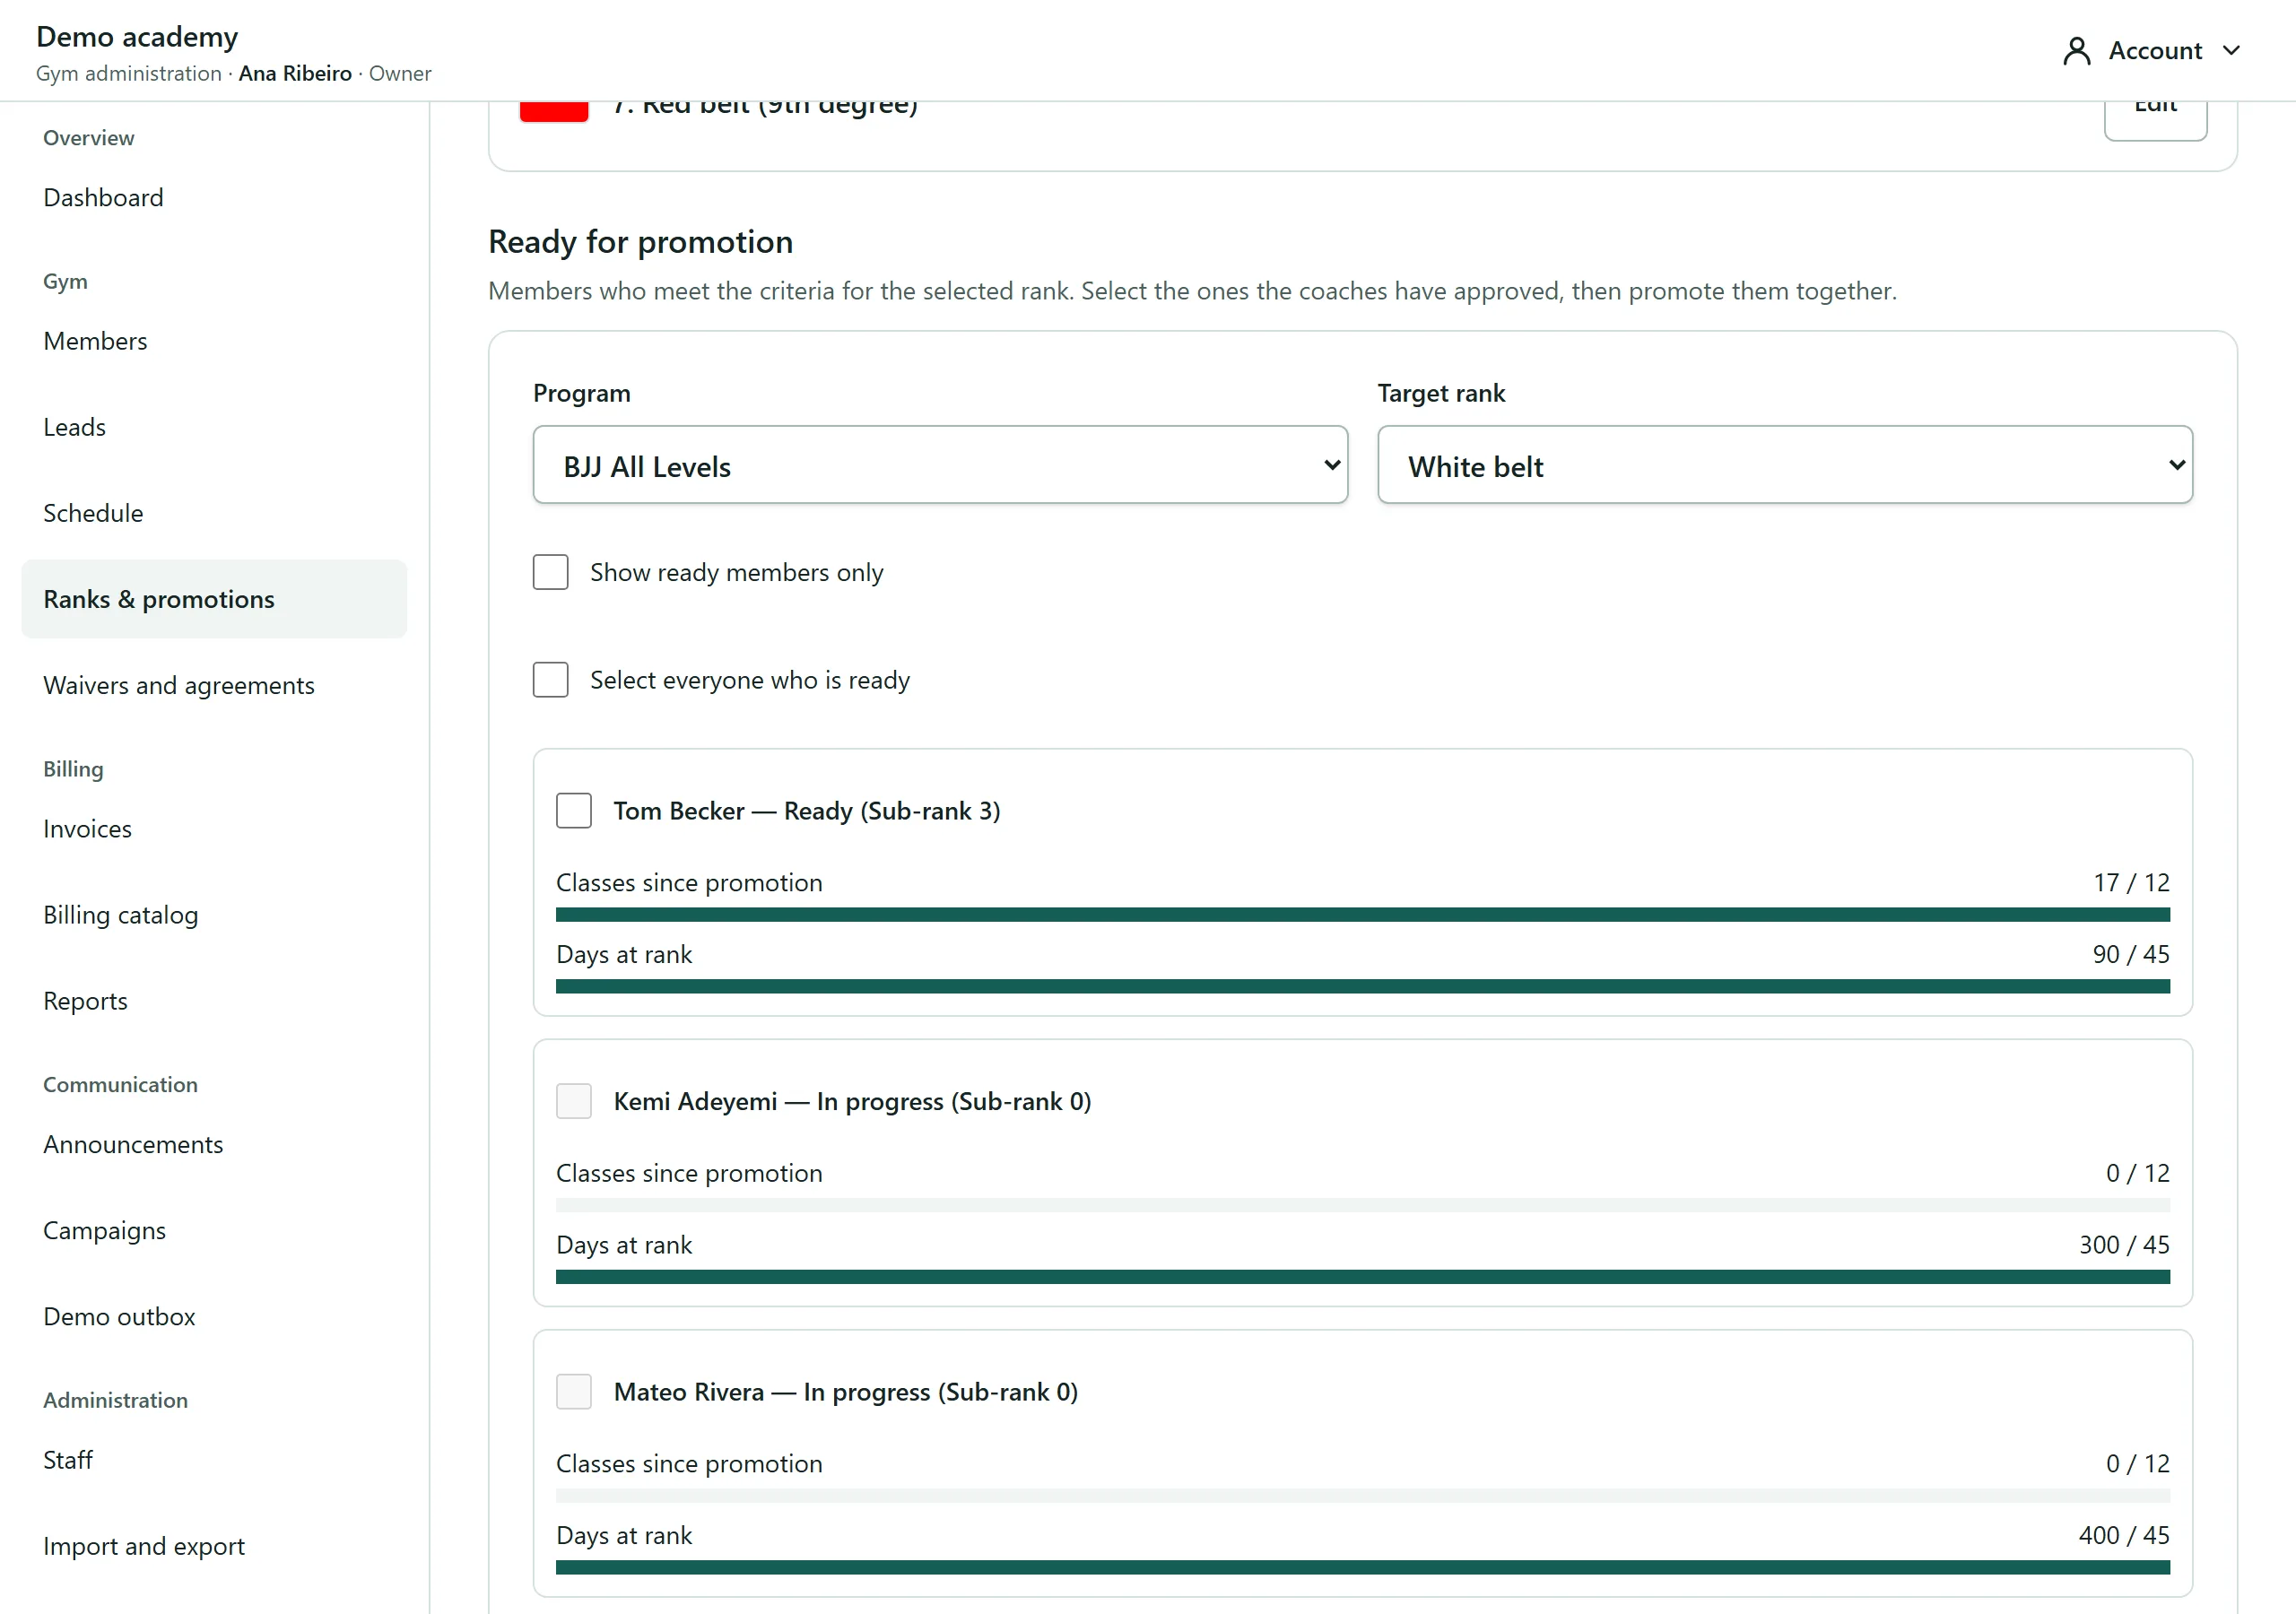 Demo academy
Gym administration · Ana Ribeiro · Owner
Account
Overview
Dashboard
Gym
Members
Leads
Schedule
Ranks & promotions
Waivers and agreements
Billing
Invoices
Billing catalog
Reports
Communication
Announcements
Campaigns
Demo outbox
Administration
Staff
Import and export
7. Red belt (9th degree)
Edit
Ready for promotion
Members who meet the criteria for the selected rank. Select the ones the coaches have approved, then promote them together.
Program
Target rank
BJJ All Levels
White belt
Show ready members only
Select everyone who is ready
Tom Becker — Ready (Sub-rank 3)
Classes since promotion 17 / 12
Days at rank 90 / 45
Kemi Adeyemi — In progress (Sub-rank 0)
Classes since promotion 0 / 12
Days at rank 300 / 45
Mateo Rivera — In progress (Sub-rank 0)
Classes since promotion 0 / 12
Days at rank 400 / 45